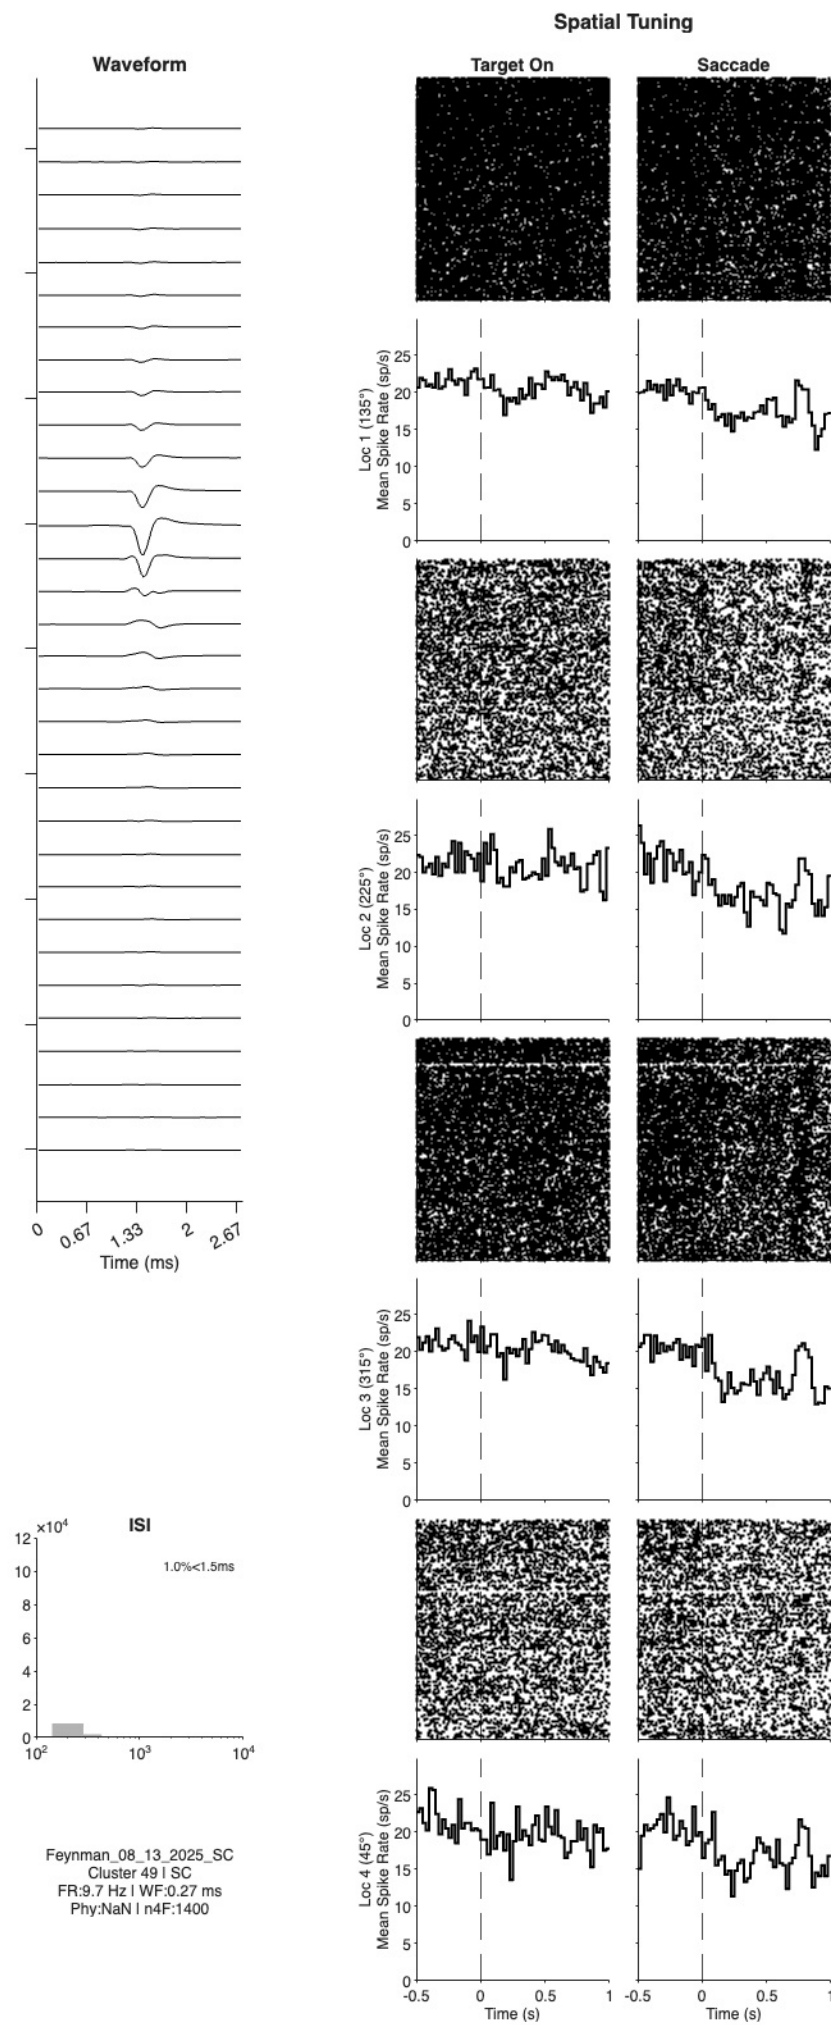 Spatial Tuning
Waveform
Target On
Saccade
25
20
15
10
5
0
Loc 1 (135°)
Mean Spike Rate (sp/s)
25
20
15
10
5
0
Loc 2 (225°)
Mean Spike Rate (sp/s)
0
0.67
1.33
2
2.67
Time (ms)
25
20
15
10
5
0
Loc 3 (315°)
Mean Spike Rate (sp/s)
×10⁴
ISI
12
10
8
6
4
2
0
1.0%<1.5ms
10²
10³
10⁴
25
20
15
10
5
0
Loc 4 (45°)
Mean Spike Rate (sp/s)
Feynman_08_13_2025_SC
Cluster 49 | SC
FR:9.7 Hz | WF:0.27 ms
Phy:NaN | n4F:1400
-0.5
0
0.5
1
Time (s)
0
0.5
1
Time (s)